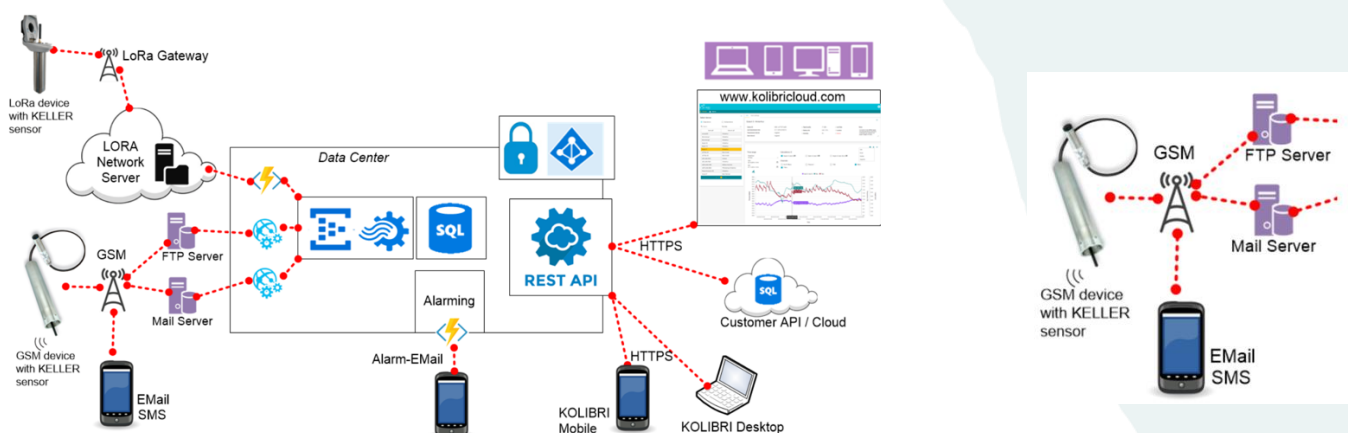 LoRa Gateway
LoRa device
with KELLER
sensor
LORA
Network
Server
Data Center
www.kolibricloud.com
SQL
REST API
HTTPS
GSM
FTP Server
Mail Server
GSM device
with KELLER
sensor
EMail
SMS
Alarming
Alarm-EMail
SQL
Customer API / Cloud
HTTPS
KOLIBRI
Mobile
KOLIBRI Desktop
GSM
FTP Server
Mail Server
GSM device
with KELLER
sensor
EMail
SMS